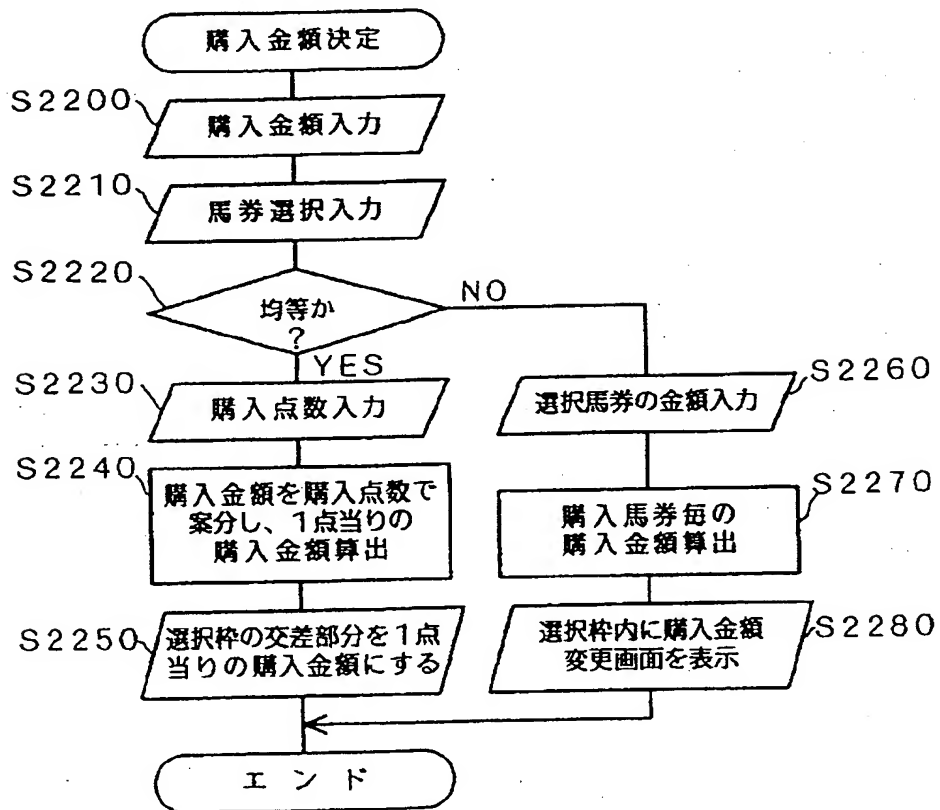 購入金額決定
S2200
購入金額入力
S2210
馬券選択入力
S2220
均等か
?
NO
YES
S2230
購入点数入力
S2260
選択馬券の金額入力
S2240
購入金額を購入点数で
案分し、1点当りの
購入金額算出
S2270
購入馬券毎の
購入金額算出
S2250
選択枠の交差部分を1点
当りの購入金額にする
S2280
選択枠内に購入金額
変更画面を表示
エンド